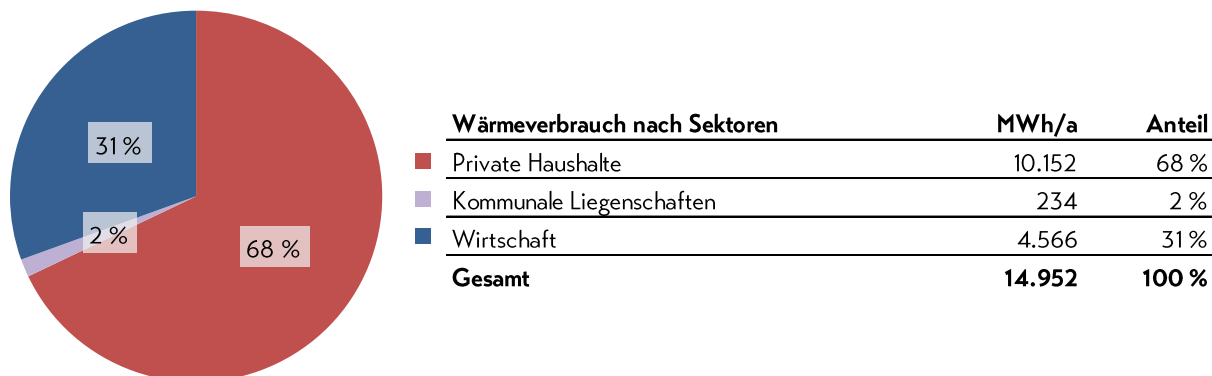 31 %
2 %
68 %
Wärmeverbrauch nach Sektoren MWh/a Anteil
Private Haushalte 10.152 68 %
Kommunale Liegenschaften 234 2 %
Wirtschaft 4.566 31 %
Gesamt 14.952 100 %